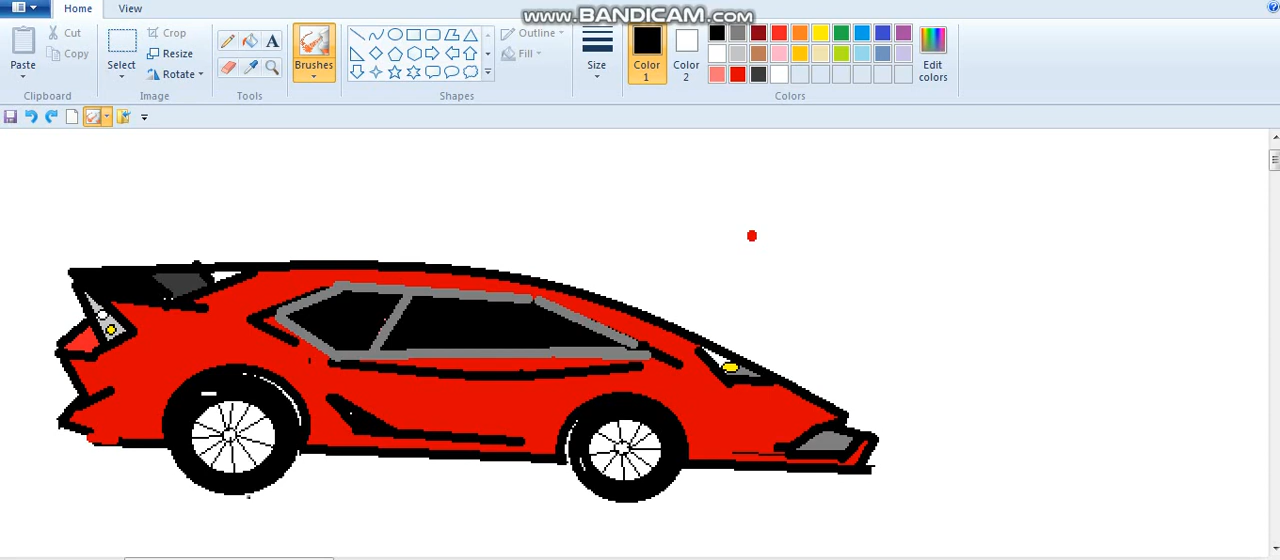 www.BANDICAM.com
Home View
Paste Cut Copy Clipboard
Select Crop Resize Rotate Image
A Tools
Brushes
Outline Fill Shapes
Size
Color 1 Color 2 Edit colors Colors